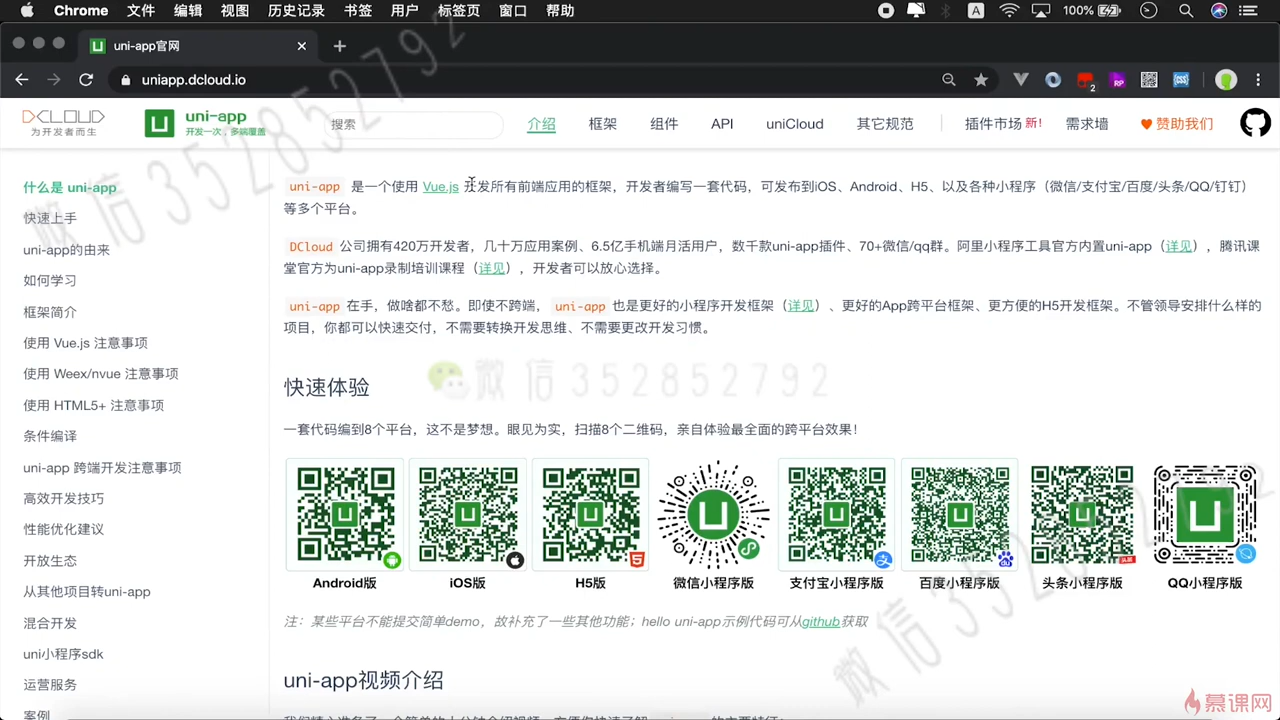 Chrome 文件 编辑 视图 历史记录 书签 用户 标签页 窗口 帮助 A 100%
uni-app官网
uniapp.dcloud.io 2 RP CSS
DCLOUD
为开发者而生
uni-app
开发一次，多端覆盖
搜索 介绍 框架 组件 API uniCloud 其它规范 插件市场 新! 需求墙 赞助我们
什么是 uni-app
快速上手
uni-app的由来
如何学习
框架简介
使用 Vue.js 注意事项
使用 Weex/nvue 注意事项
使用 HTML5+ 注意事项
条件编译
uni-app 跨端开发注意事项
高效开发技巧
性能优化建议
开放生态
从其他项目转uni-app
混合开发
uni小程序sdk
运营服务
案例
uni-app 是一个使用 Vue.js 开发所有前端应用的框架，开发者编写一套代码，可发布到iOS、Android、H5、以及各种小程序（微信/支付宝/百度/头条/QQ/钉钉）
等多个平台。
DCloud 公司拥有420万开发者，几十万应用案例、6.5亿手机端月活用户，数千款uni-app插件、70+微信/qq群。阿里小程序工具官方内置uni-app（详见），腾讯课
堂官方为uni-app录制培训课程（详见），开发者可以放心选择。
uni-app 在手，做啥都不愁。即使不跨端， uni-app 也是更好的小程序开发框架（详见）、更好的App跨平台框架、更方便的H5开发框架。不管领导安排什么样的
项目，你都可以快速交付，不需要转换开发思维、不需要更改开发习惯。
快速体验
一套代码编到8个平台，这不是梦想。眼见为实，扫描8个二维码，亲自体验最全面的跨平台效果！
Android版 iOS版 H5版 微信小程序版 支付宝小程序版 百度小程序版 头条小程序版 QQ小程序版
注：某些平台不能提交简单demo，故补充了一些其他功能；hello uni-app示例代码可从github获取
uni-app视频介绍
微信352852792
微信 352852792
慕课网